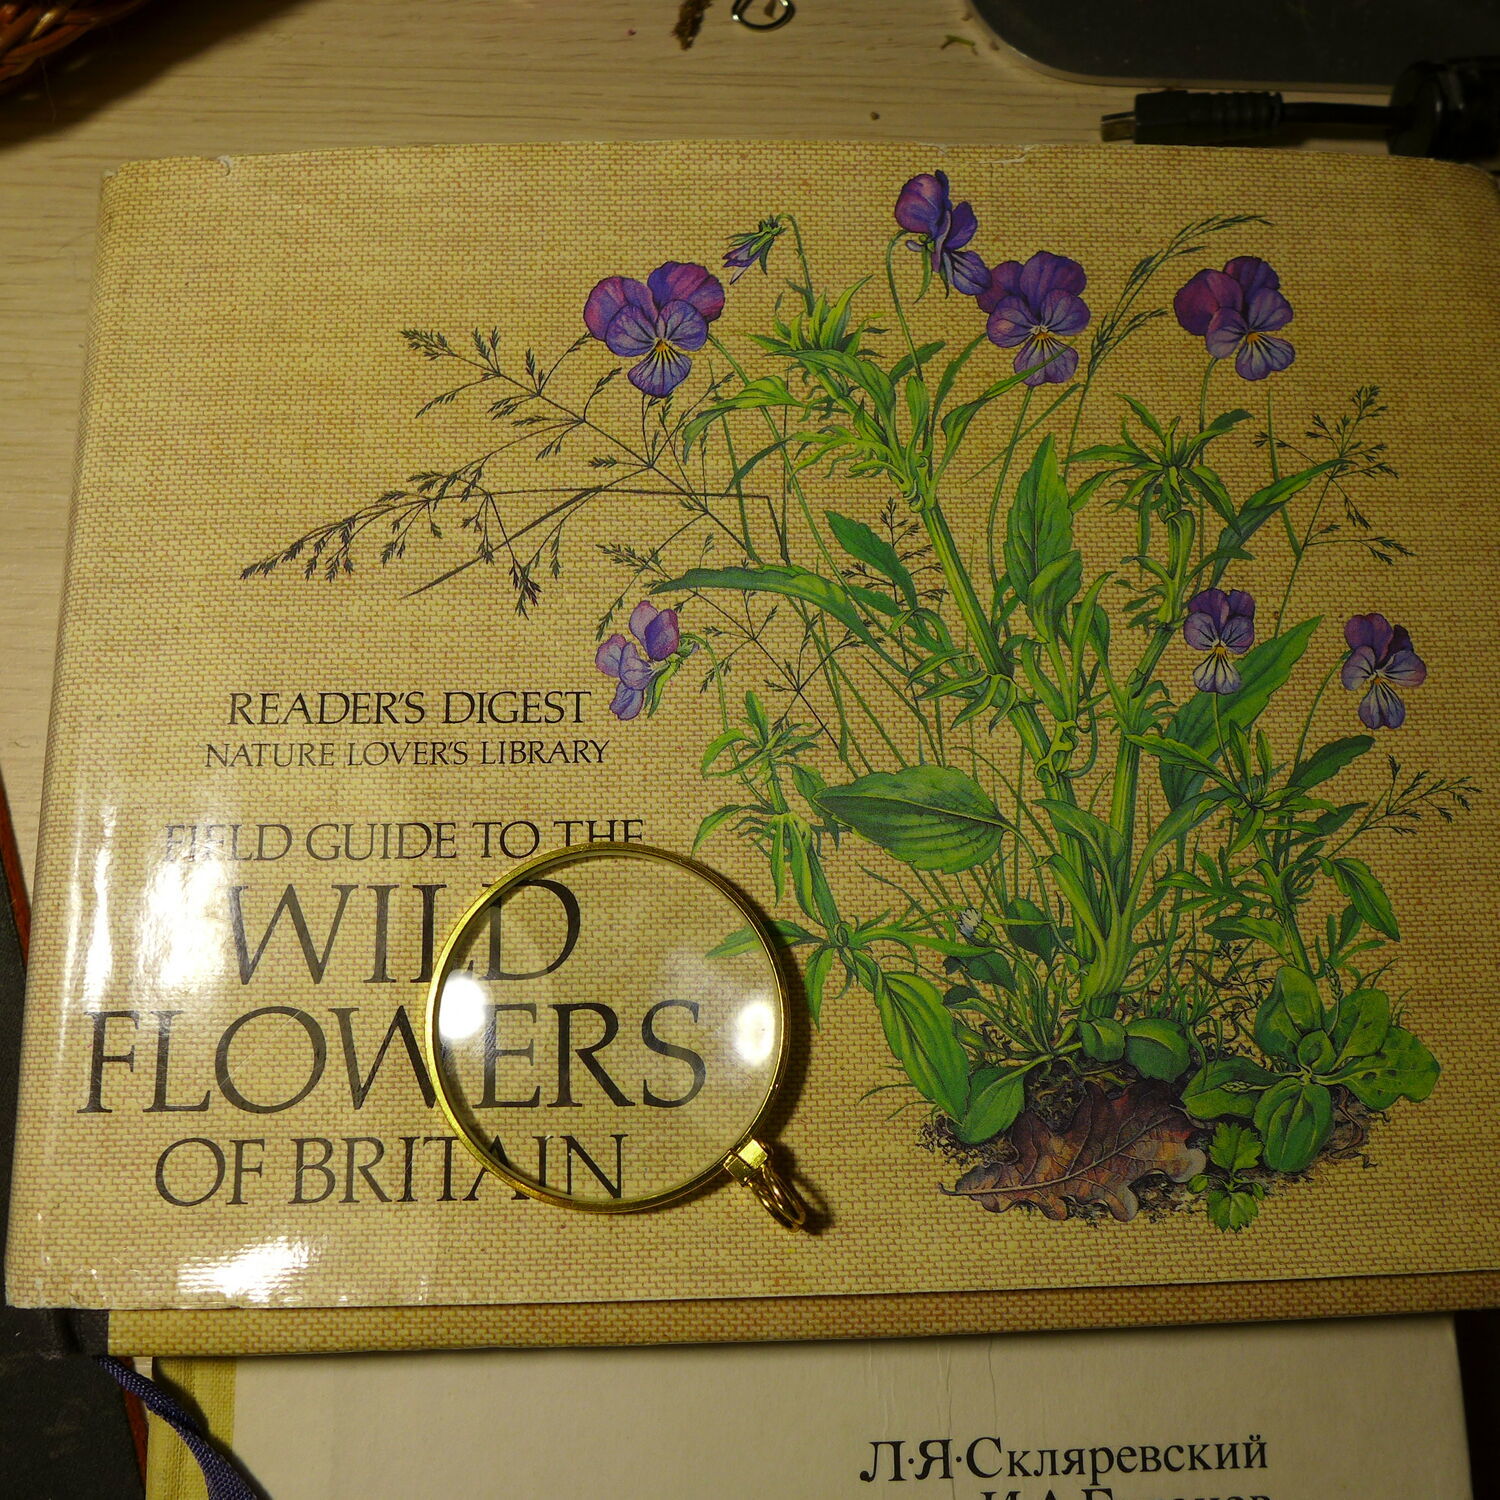 READER'S DIGEST
NATURE LOVER'S LIBRARY
FIELD GUIDE TO THE
WILD
FLOWERS
OF BRITAIN
Л·Я·Скляревский